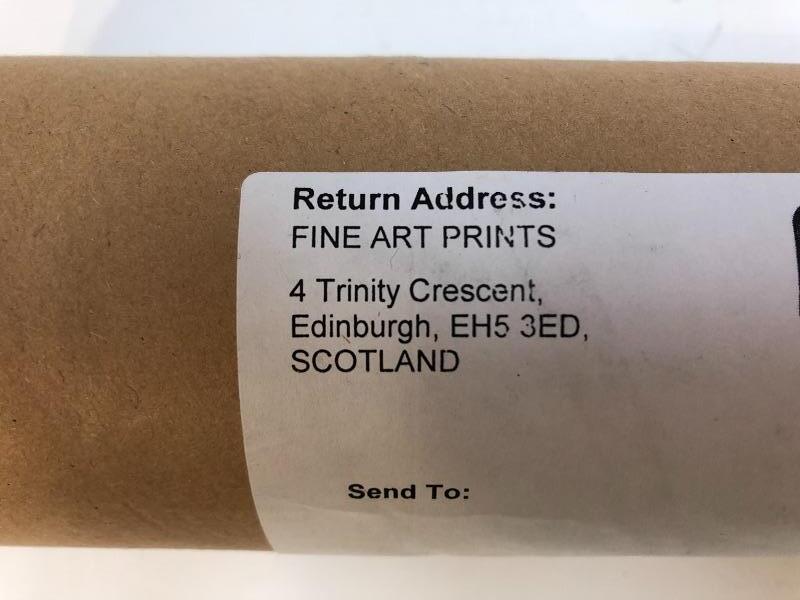 Return Address:
FINE ART PRINTS
4 Trinity Crescent,
Edinburgh, EH5 3ED,
SCOTLAND
Send To: